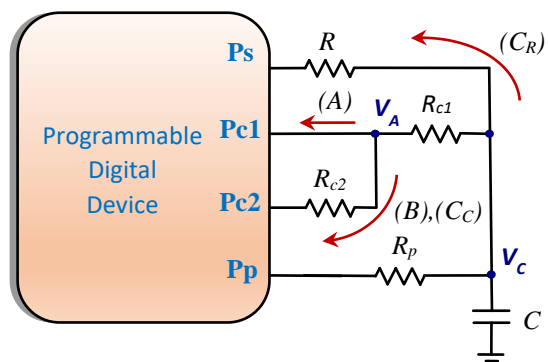 Ps
R
(C_R)
(A)
V_A
R_c1
Pc1
Programmable
Digital
Device
R_c2
Pc2
(B),(C_C)
R_p
Pp
V_C
C